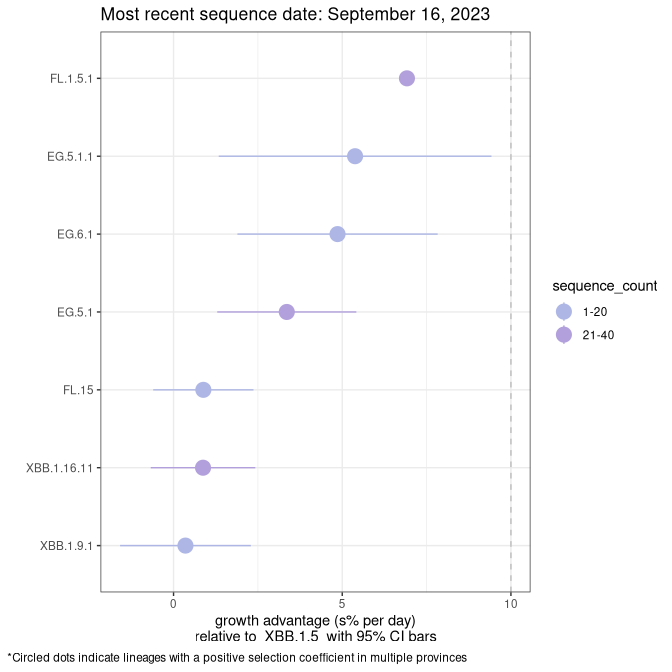 Most recent sequence date: September 16, 2023
FL.1.5.1
EG.5.1.1
EG.6.1
EG.5.1
FL.15
XBB.1.16.11
XBB.1.9.1
0 5 10
growth advantage (s% per day)
relative to XBB.1.5 with 95% CI bars
sequence_count
1-20
21-40
*Circled dots indicate lineages with a positive selection coefficient in multiple provinces